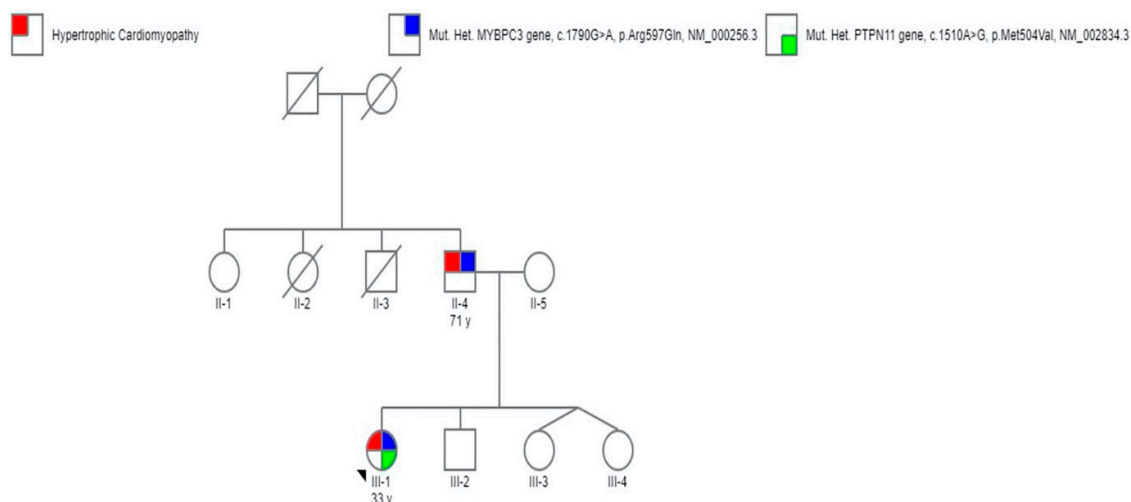 Hypertrophic Cardiomyopathy
Mut. Het. MYBPC3 gene, c.1790G>A, p.Arg597Gln, NM_000256.3
Mut. Het. PTPN11 gene, c.1510A>G, p.Met504Val, NM_002834.3
II-1
II-2
II-3
II-4
71 y
II-5
III-1
33 y
III-2
III-3
III-4